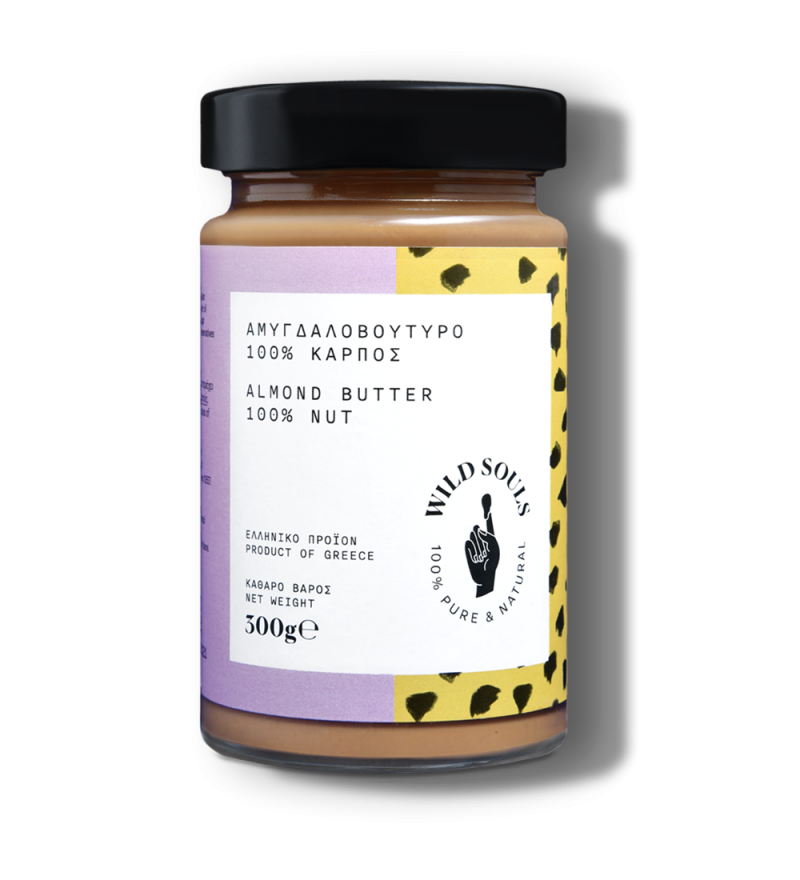 ΑΜΥΓΔΑΛΟΒΟΥΤΥΡΟ
100% ΚΑΡΠΟΣ
ALMOND BUTTER
100% NUT
WILD SOULS
100% PURE & NATURAL
ΕΛΛΗΝΙΚΟ ΠΡΟΪΟΝ
PRODUCT OF GREECE
ΚΑΘΑΡΟ ΒΑΡΟΣ
NET WEIGHT
300g℮